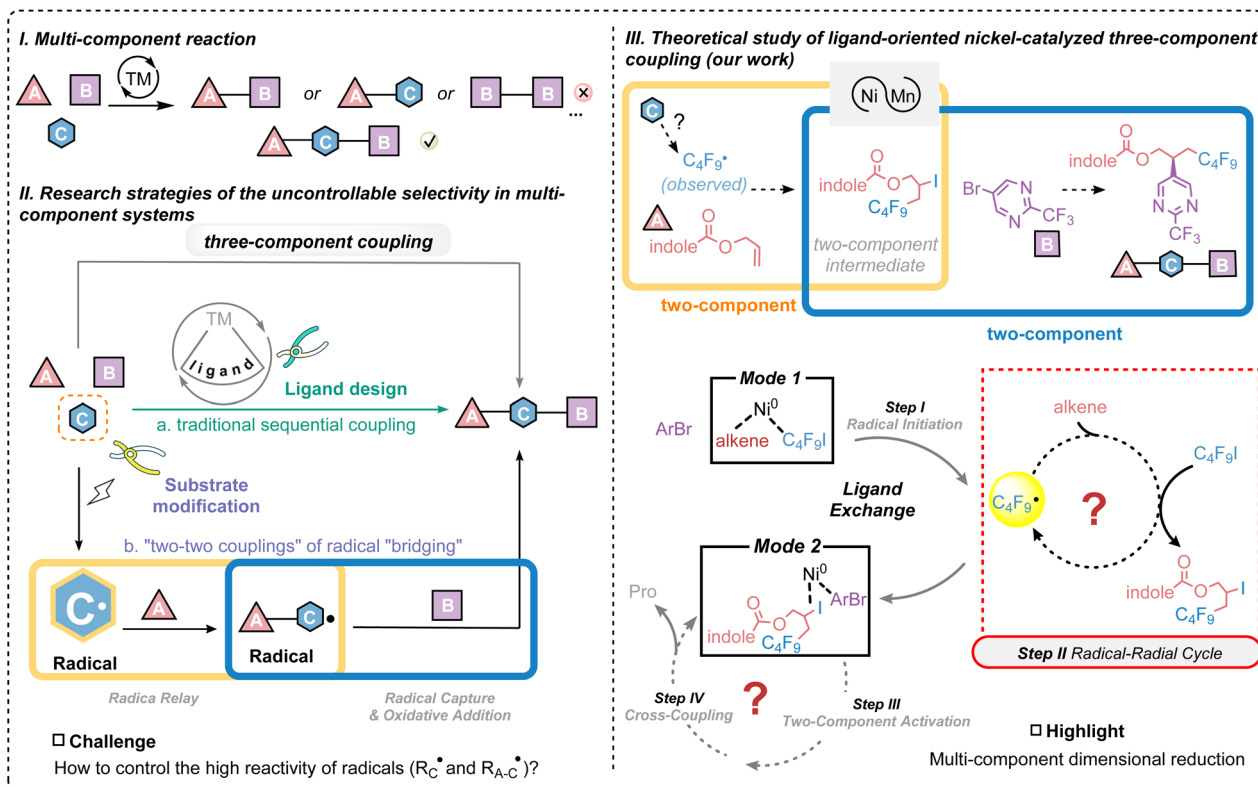 I. Multi-component reaction
A
B
TM
C
A B
or
A C
or
B B
...
A C B
II. Research strategies of the uncontrollable selectivity in multi-
component systems
three-component coupling
TM
ligand
A
B
C
Ligand design
a. traditional sequential coupling
A C B
Substrate
modification
b. "two-two couplings" of radical "bridging"
C•
A
A C •
B
Radical
Radical
Radica Relay
Radical Capture
& Oxidative Addition
Challenge
How to control the high reactivity of radicals (R_C• and R_A-C•)?
III. Theoretical study of ligand-oriented nickel-catalyzed three-component
coupling (our work)
Ni Mn
C
?
C4F9•
(observed)
A
indole
O
O
indole
O
O
I
C4F9
two-component
intermediate
Br
N
N
CF3
B
indole
O
O
C4F9
N
N
CF3
A C B
two-component
two-component
Mode 1
Ni0
ArBr
alkene
C4F9I
Step I
Radical Initiation
Ligand
Exchange
alkene
C4F9I
C4F9•
?
indole
O
O
I
C4F9
Step II Radical-Radial Cycle
Mode 2
Ni0
I
ArBr
O
O
indole
C4F9
Pro
?
Step IV
Cross-Coupling
Step III
Two-Component Activation
Highlight
Multi-component dimensional reduction